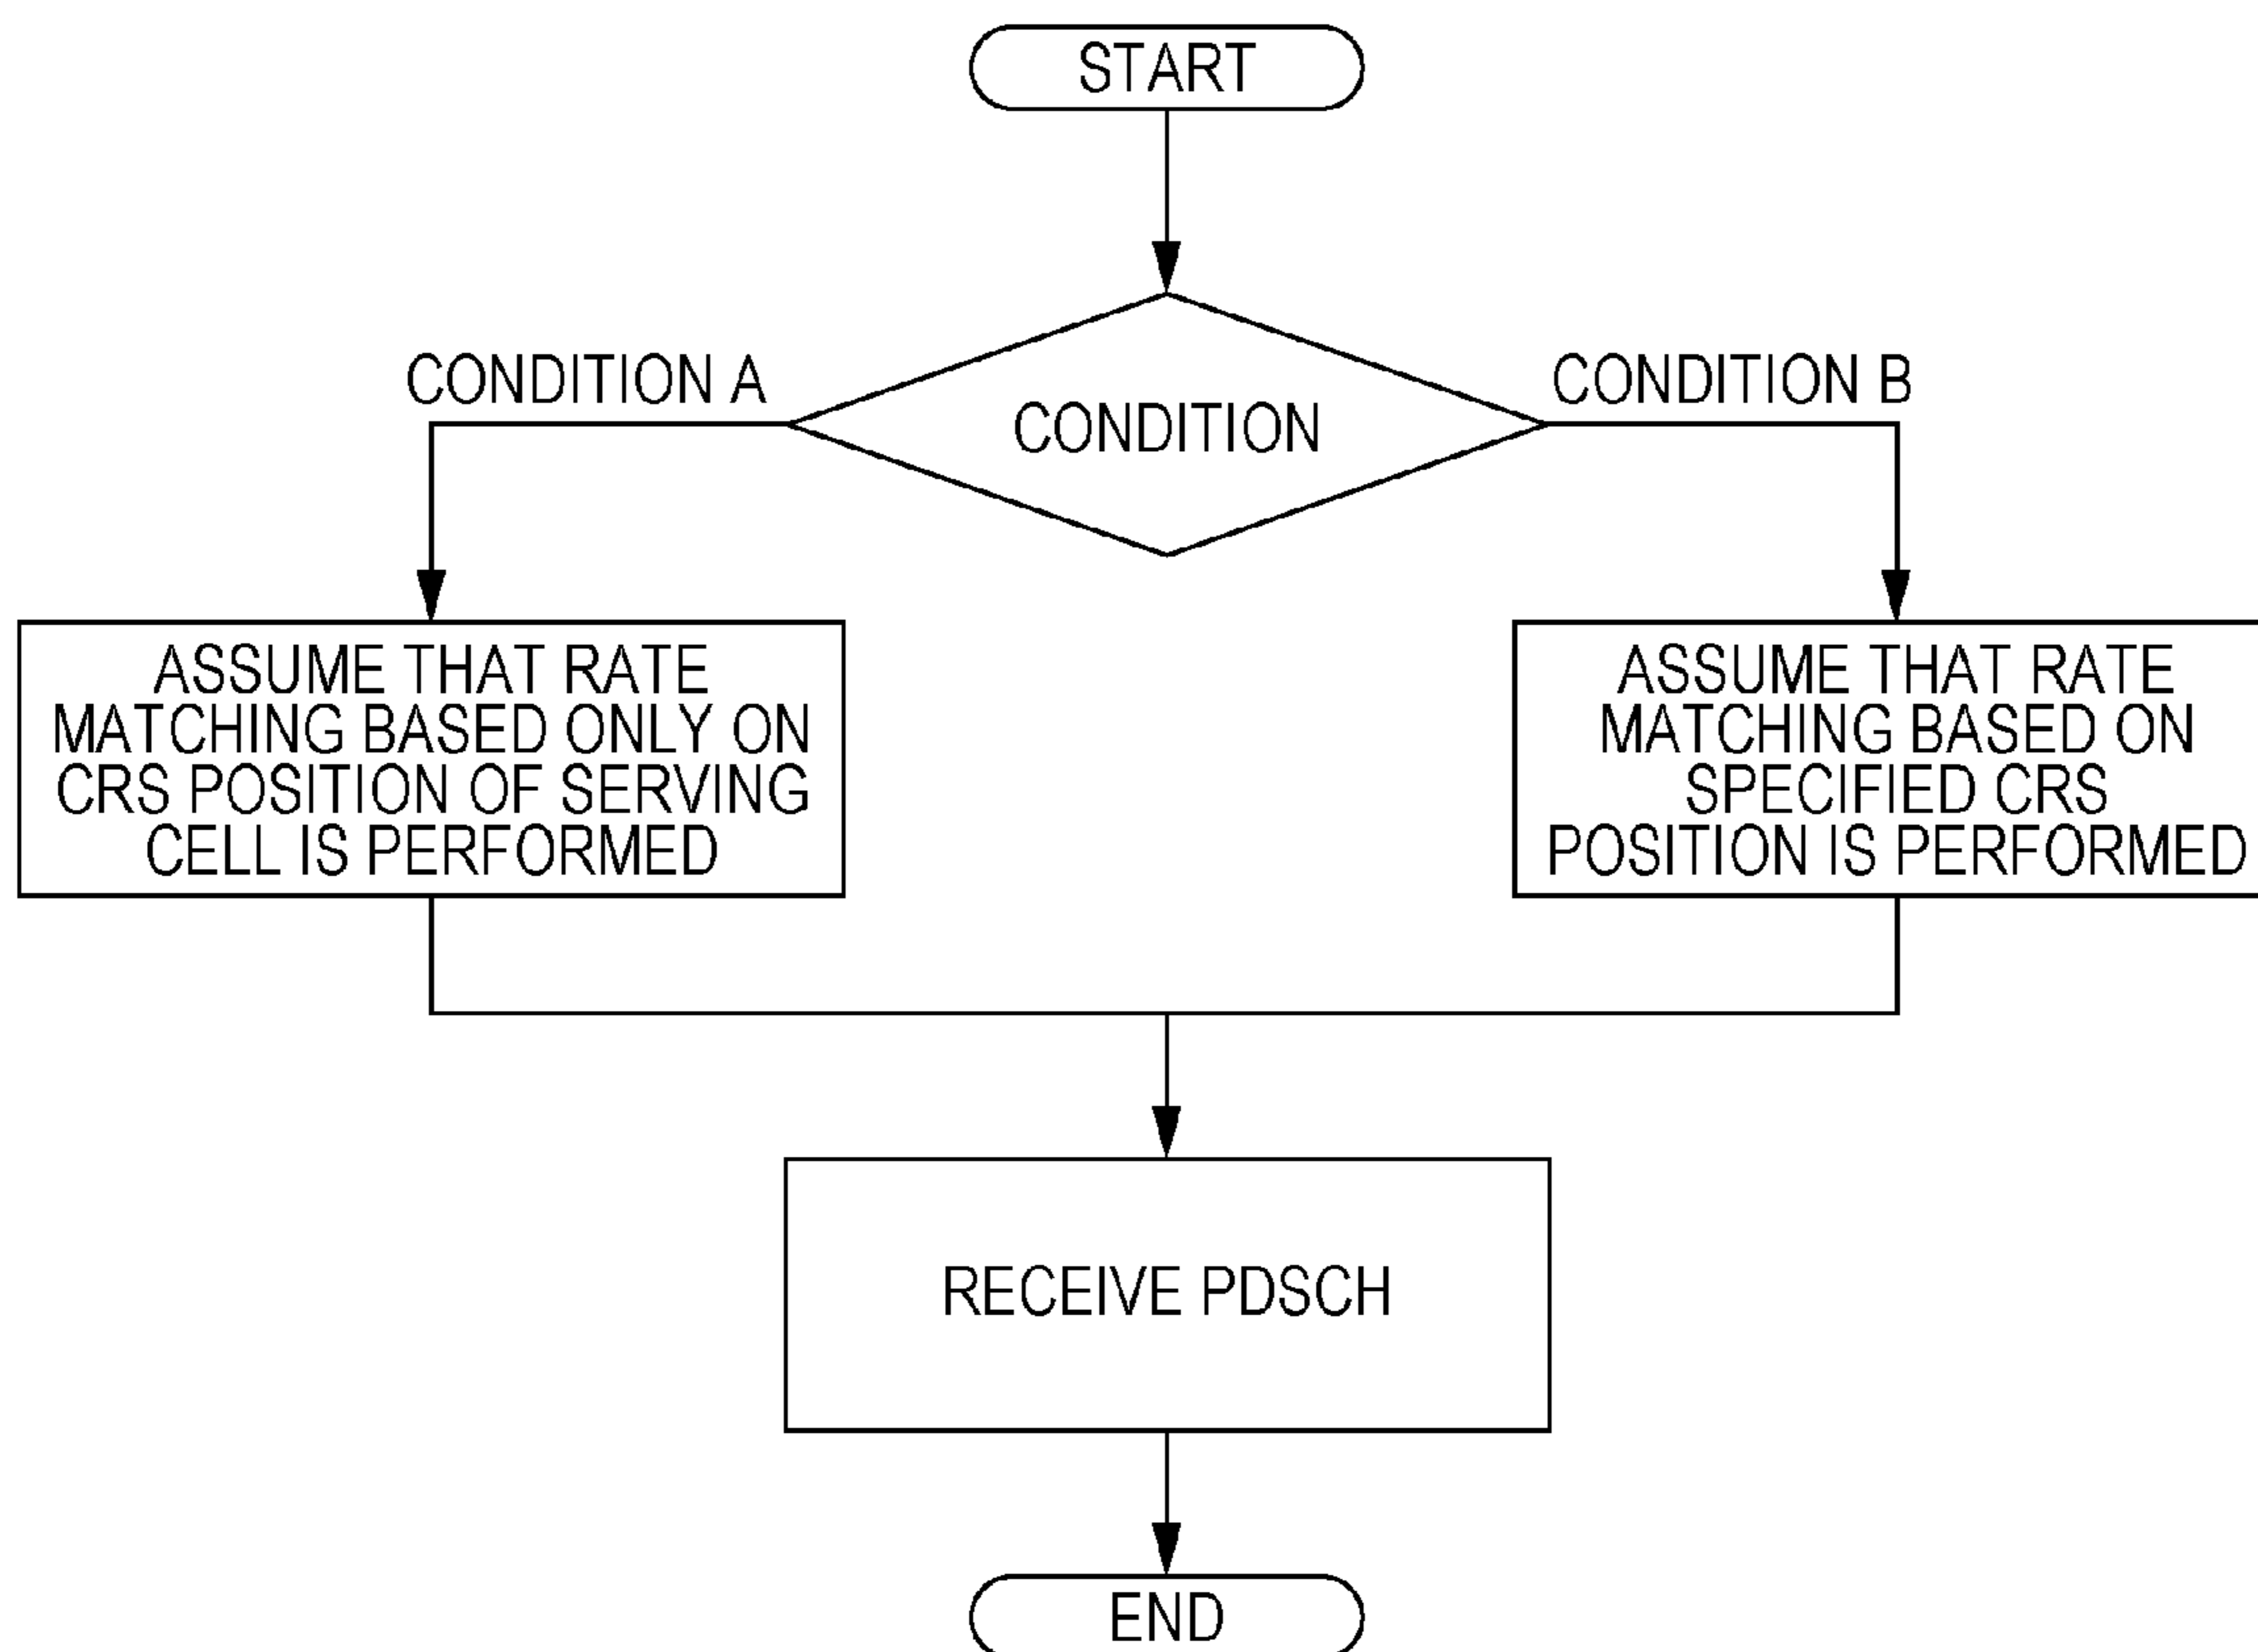 START
CONDITION A
CONDITION
CONDITION B
ASSUME THAT RATE
MATCHING BASED ONLY ON
CRS POSITION OF SERVING
CELL IS PERFORMED
ASSUME THAT RATE
MATCHING BASED ON
SPECIFIED CRS
POSITION IS PERFORMED
RECEIVE PDSCH
END